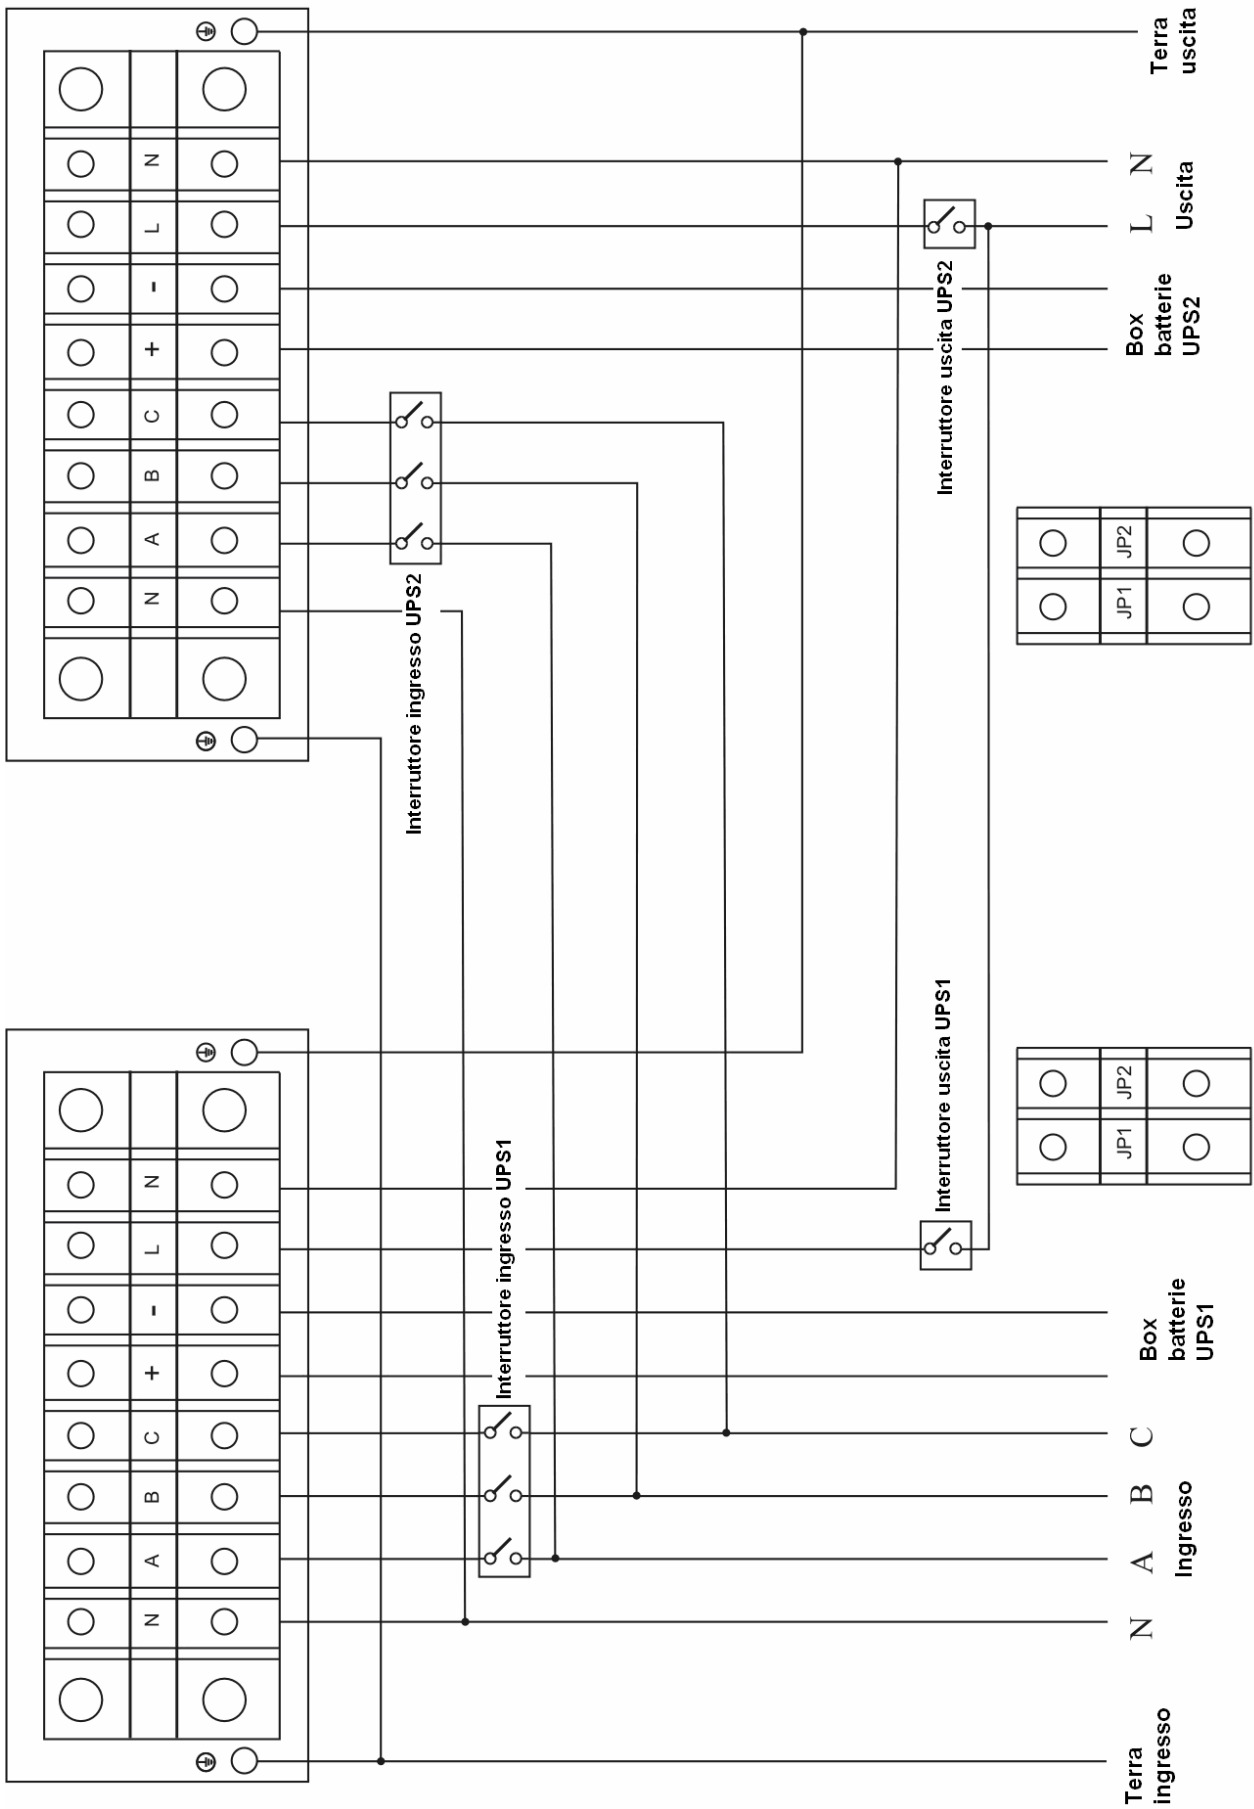 N A B C + - L N
N A B C + - L N
Interruttore ingresso UPS2
Interruttore ingresso UPS1
Interruttore uscita UPS1
Interruttore uscita UPS2
JP1 JP2
JP1 JP2
Terra
ingresso
N A B C
Ingresso
Box
batterie
UPS1
Box
batterie
UPS2
L N
Uscita
Terra
uscita